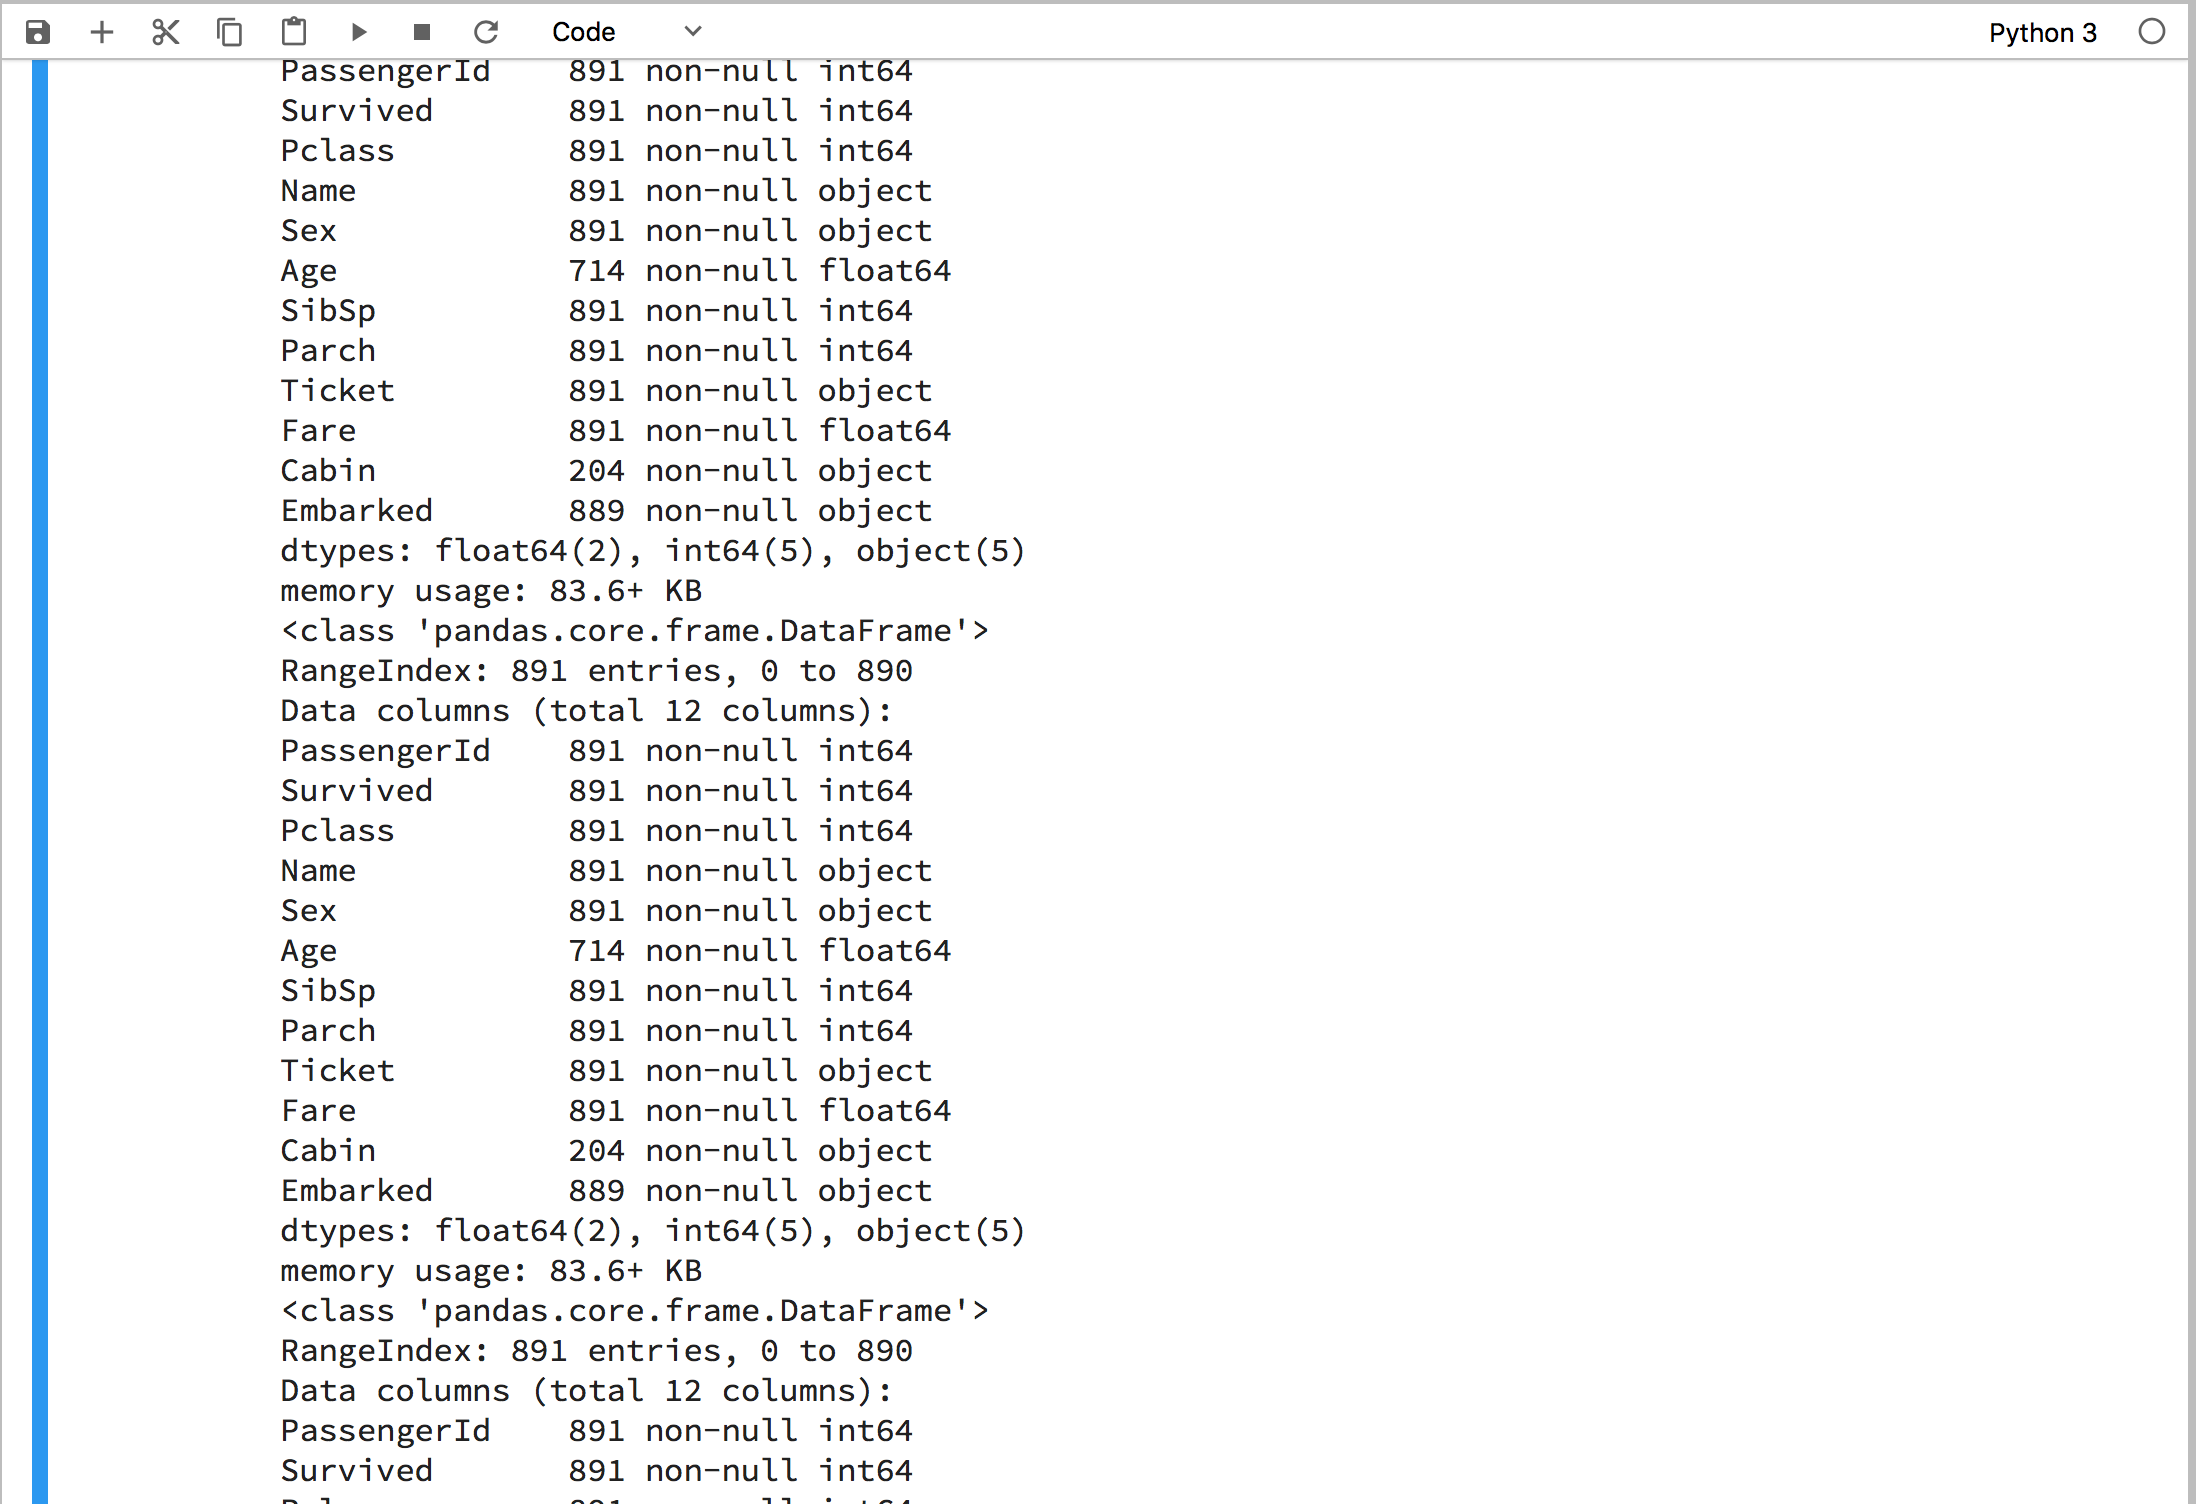 Code Python 3
PassengerId 891 non-null int64
Survived 891 non-null int64
Pclass 891 non-null int64
Name 891 non-null object
Sex 891 non-null object
Age 714 non-null float64
SibSp 891 non-null int64
Parch 891 non-null int64
Ticket 891 non-null object
Fare 891 non-null float64
Cabin 204 non-null object
Embarked 889 non-null object
dtypes: float64(2), int64(5), object(5)
memory usage: 83.6+ KB
<class 'pandas.core.frame.DataFrame'>
RangeIndex: 891 entries, 0 to 890
Data columns (total 12 columns):
PassengerId 891 non-null int64
Survived 891 non-null int64
Pclass 891 non-null int64
Name 891 non-null object
Sex 891 non-null object
Age 714 non-null float64
SibSp 891 non-null int64
Parch 891 non-null int64
Ticket 891 non-null object
Fare 891 non-null float64
Cabin 204 non-null object
Embarked 889 non-null object
dtypes: float64(2), int64(5), object(5)
memory usage: 83.6+ KB
<class 'pandas.core.frame.DataFrame'>
RangeIndex: 891 entries, 0 to 890
Data columns (total 12 columns):
PassengerId 891 non-null int64
Survived 891 non-null int64